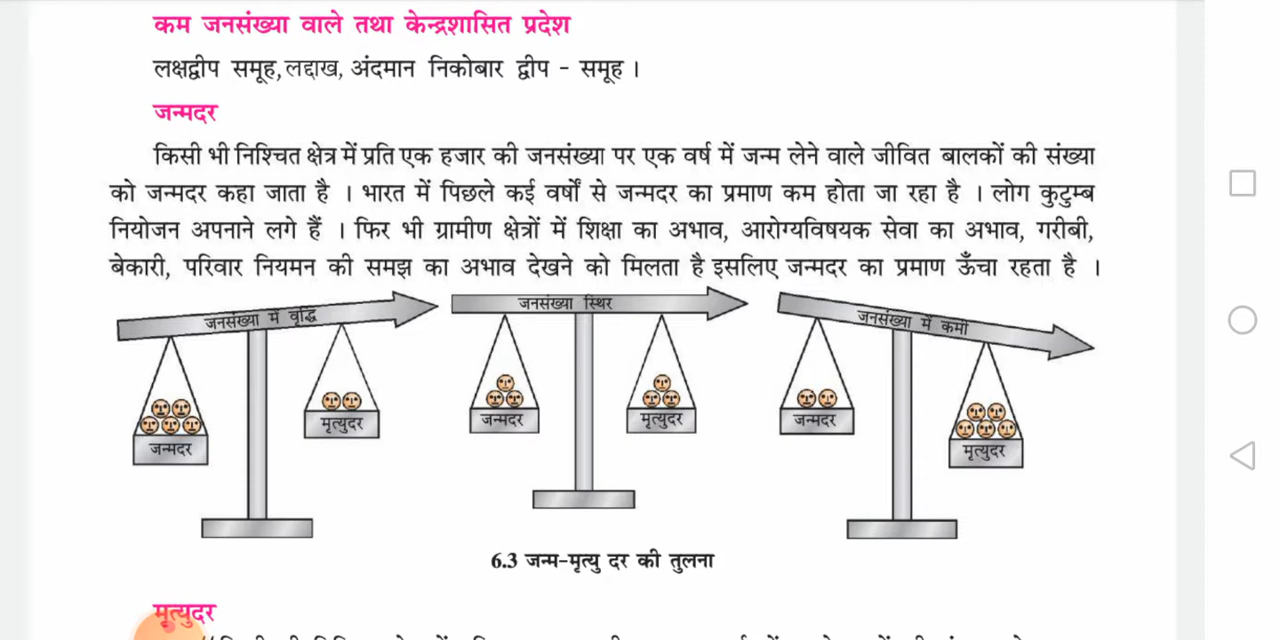 कम जनसंख्या वाले तथा केन्द्रशासित प्रदेश
लक्षद्वीप समूह, लद्दाख, अंदमान निकोबार द्वीप - समूह ।
जन्मदर
किसी भी निश्चित क्षेत्र में प्रति एक हजार की जनसंख्या पर एक वर्ष में जन्म लेने वाले जीवित बालकों की संख्या
को जन्मदर कहा जाता है । भारत में पिछले कई वर्षों से जन्मदर का प्रमाण कम होता जा रहा है । लोग कुटुम्ब
नियोजन अपनाने लगे हैं । फिर भी ग्रामीण क्षेत्रों में शिक्षा का अभाव, आरोग्यविषयक सेवा का अभाव, गरीबी,
बेकारी, परिवार नियमन की समझ का अभाव देखने को मिलता है इसलिए जन्मदर का प्रमाण ऊँचा रहता है ।
जनसंख्या में वृद्धि
जन्मदर
मृत्युदर
जनसंख्या स्थिर
जन्मदर
मृत्युदर
जनसंख्या में कमी
जन्मदर
मृत्युदर
6.3 जन्म-मृत्यु दर की तुलना
मृत्युदर